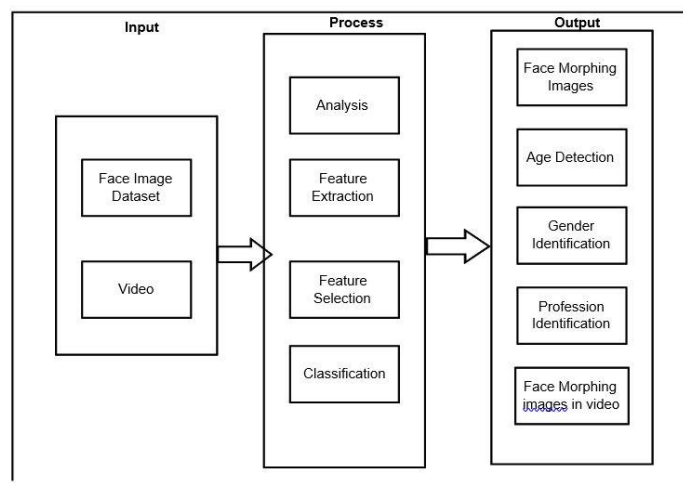 Input
Face Image
Dataset
Video
Process
Analysis
Feature
Extraction
Feature
Selection
Classification
Output
Face Morphing
Images
Age Detection
Gender
Identification
Profession
Identification
Face Morphing
images in video